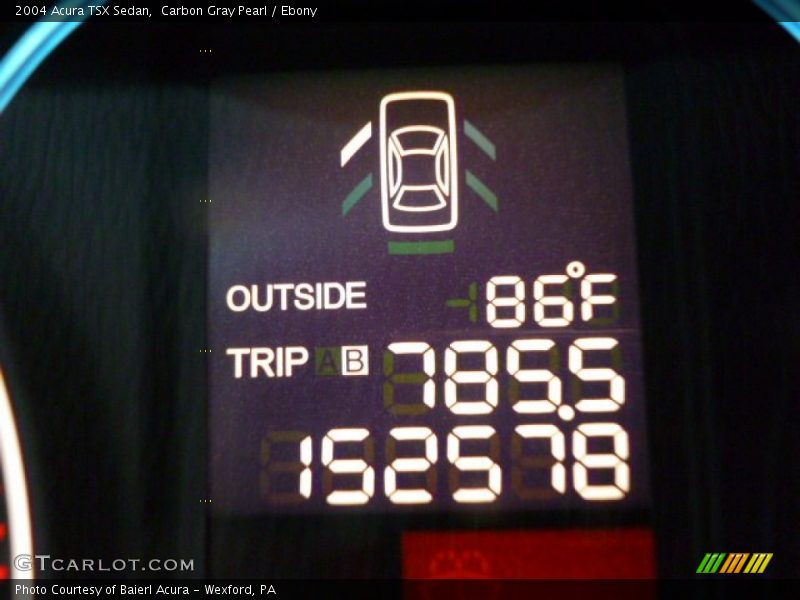 2004 Acura TSX Sedan,  Carbon Gray Pearl / Ebony
OUTSIDE 86°F
TRIP A B 785.5
152578
GTCARLOT.COM
Photo Courtesy of Baierl Acura - Wexford, PA